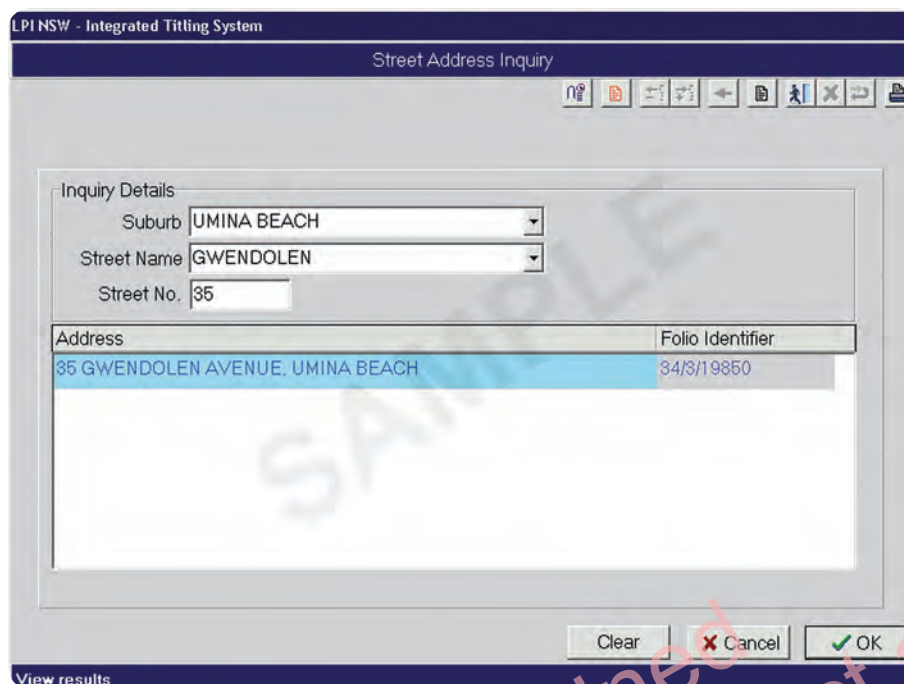 LPI NSW - Integrated Titling System
Street Address Inquiry
Inquiry Details
Suburb UMINA BEACH
Street Name GWENDOLEN
Street No. 35
Address Folio Identifier
35 GWENDOLEN AVENUE, UMINA BEACH 34/3/19850
SAMPLE
Clear Cancel OK
View results